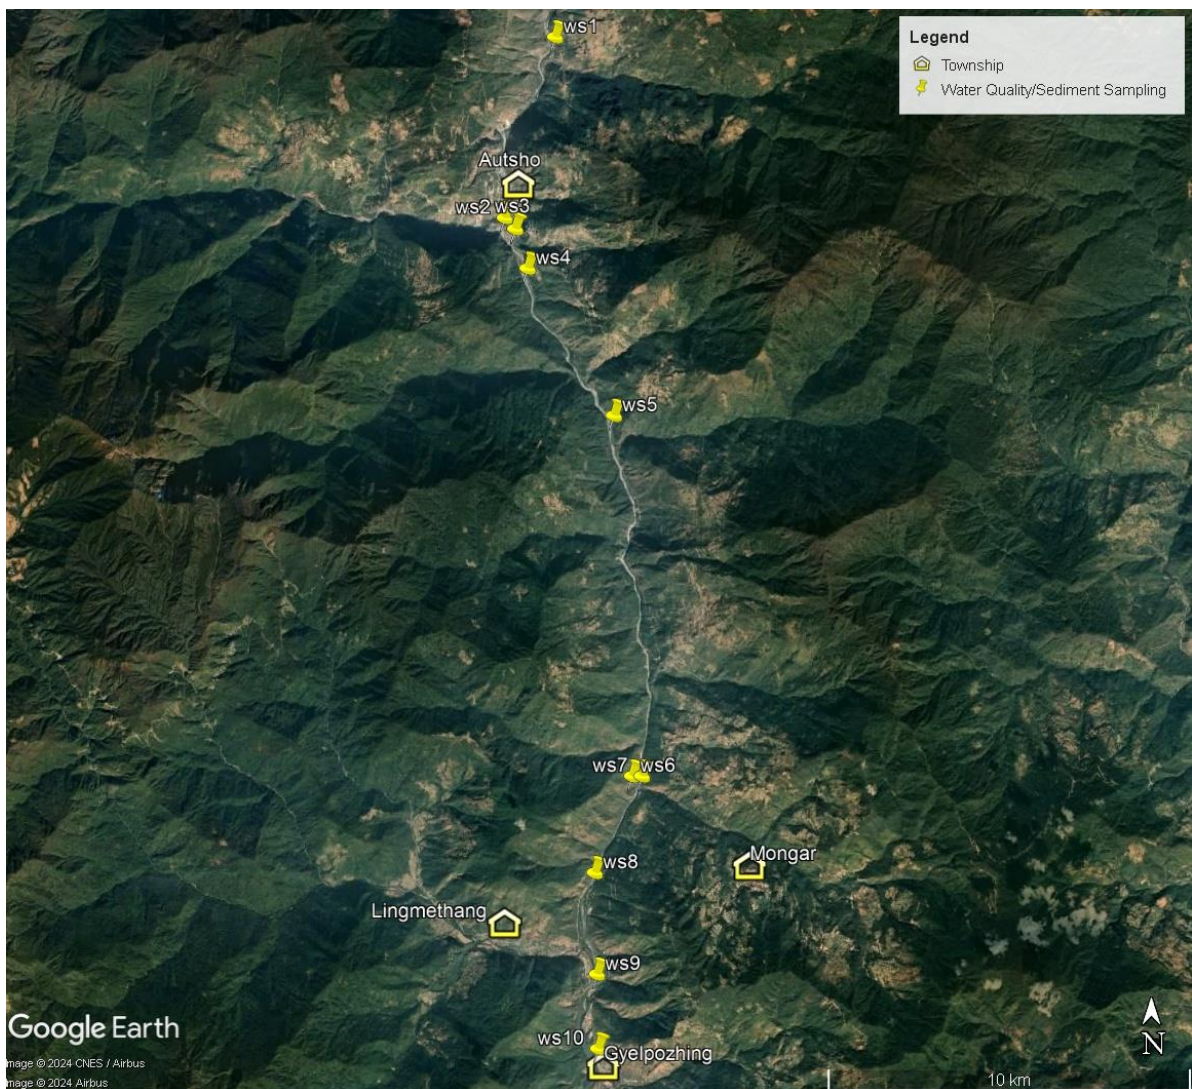 ws1
Legend
Township
Water Quality/Sediment Sampling
Autsho
ws2 ws3
ws4
ws5
ws7 ws6
ws8
Mongar
Lingmethang
ws9
ws10
Gyelpozhing
Google Earth
mage © 2024 CNES / Airbus
mage © 2024 Airbus
N
10 km